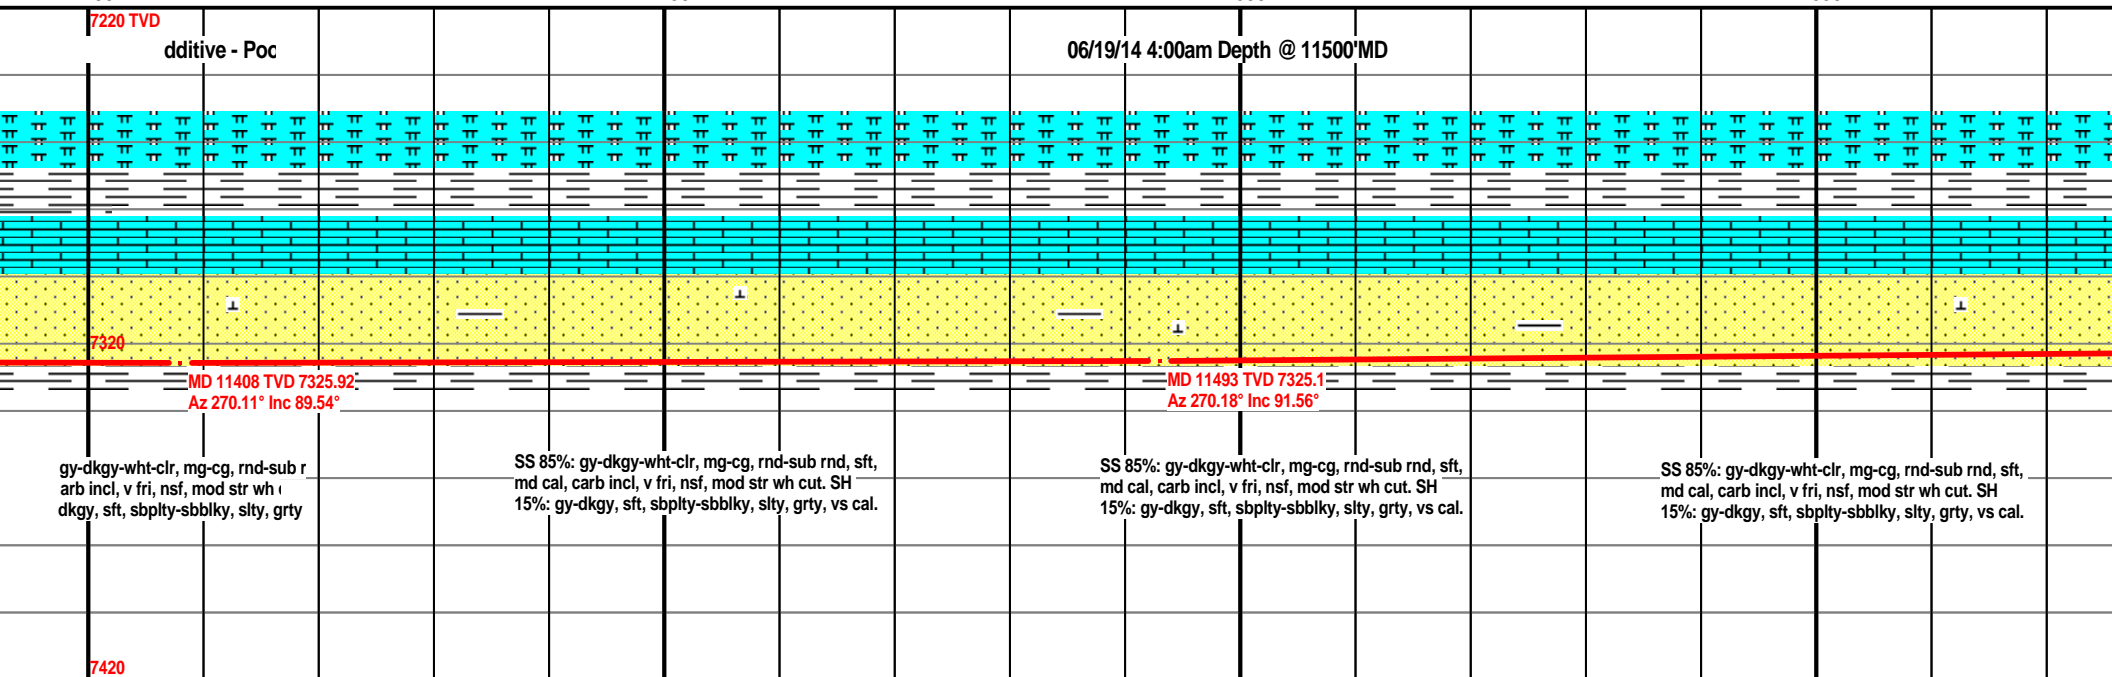 7220 TVD
dditive - Poo
06/19/14 4:00am Depth @ 11500'MD
7320
MD 11408 TVD 7325.92
Az 270.11° Inc 89.54°
MD 11493 TVD 7325.1
Az 270.18° Inc 91.56°
gy-dkgy-wht-clr, mg-cg, rnd-sub r
arb incl, v fri, nsf, mod str wh
dkgy, sft, sbplty-sbblky, slty, grty
SS 85%: gy-dkgy-wht-clr, mg-cg, rnd-sub rnd, sft,
md cal, carb incl, v fri, nsf, mod str wh cut. SH
15%: gy-dkgy, sft, sbplty-sbblky, slty, grty, vs cal.
SS 85%: gy-dkgy-wht-clr, mg-cg, rnd-sub rnd, sft,
md cal, carb incl, v fri, nsf, mod str wh cut. SH
15%: gy-dkgy, sft, sbplty-sbblky, slty, grty, vs cal.
SS 85%: gy-dkgy-wht-clr, mg-cg, rnd-sub rnd, sft,
md cal, carb incl, v fri, nsf, mod str wh cut. SH
15%: gy-dkgy, sft, sbplty-sbblky, slty, grty, vs cal.
7420